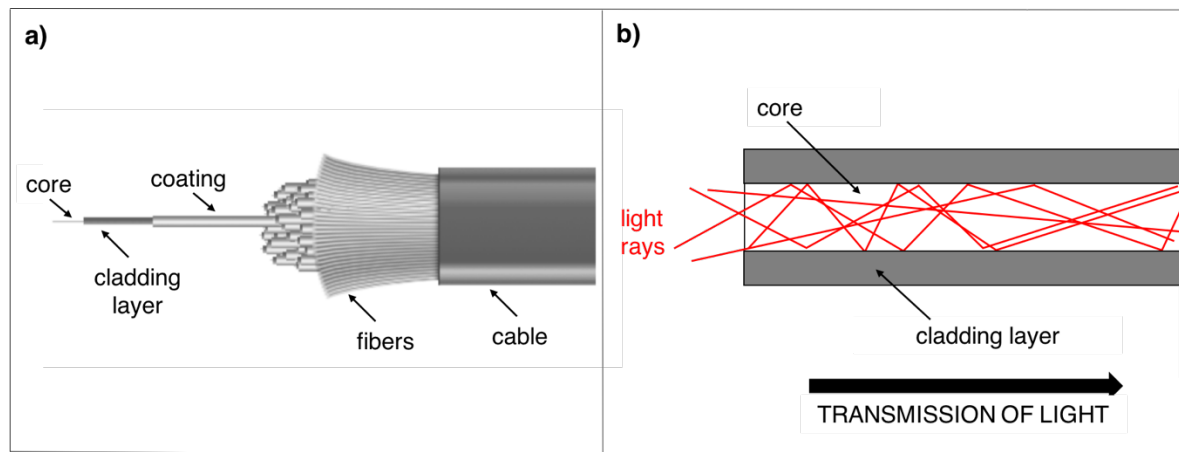 a)
core
coating
cladding
layer
fibers
cable
b)
core
light
rays
cladding layer
TRANSMISSION OF LIGHT